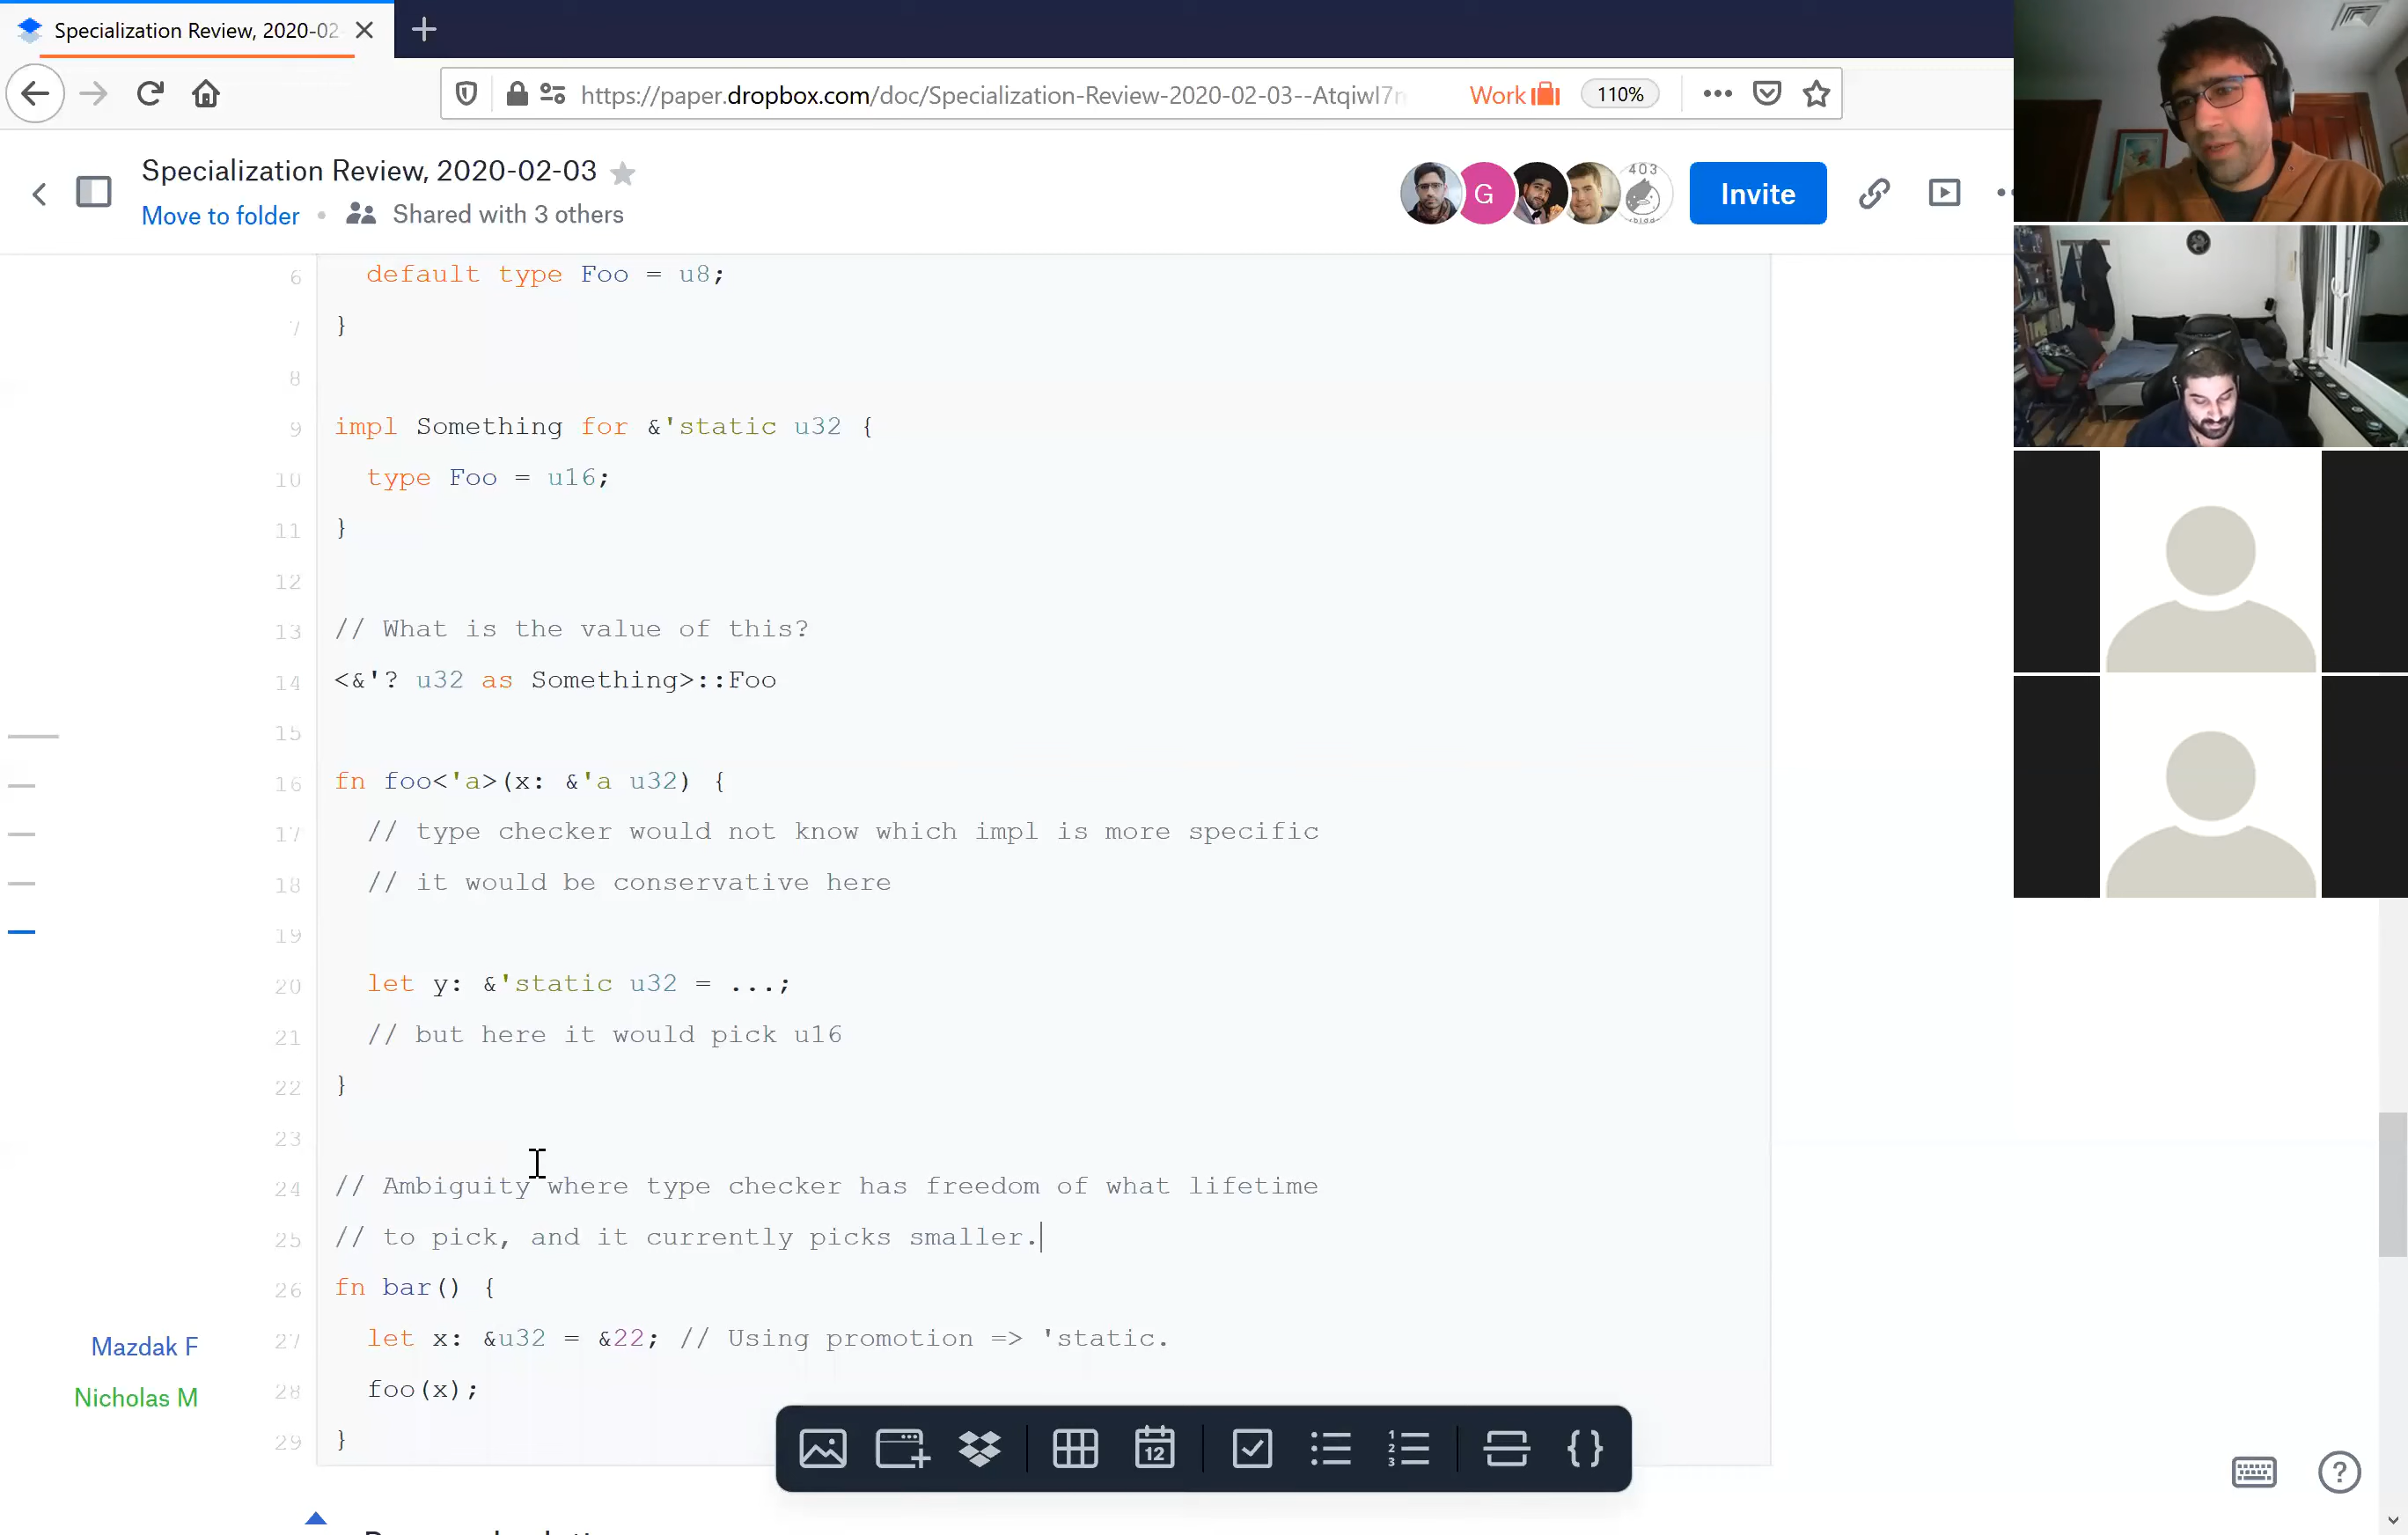 Specialization Review, 2020-02
https://paper.dropbox.com/doc/Specialization-Review-2020-02-03--AtqiwI7r
Work
110%
Specialization Review, 2020-02-03
Move to folder
Shared with 3 others
G
403
Invite
6 default type Foo = u8;
7 }
8
9 impl Something for &'static u32 {
10 type Foo = u16;
11 }
12
13 // What is the value of this?
14 <&'? u32 as Something>::Foo
15
16 fn foo<'a>(x: &'a u32) {
17 // type checker would not know which impl is more specific
18 // it would be conservative here
19
20 let y: &'static u32 = ...;
21 // but here it would pick u16
22 }
23
24 // Ambiguity where type checker has freedom of what lifetime
25 // to pick, and it currently picks smaller.
26 fn bar() {
Mazdak F
27 let x: &u32 = &22; // Using promotion => 'static.
Nicholas M
28 foo(x);
29 }
12